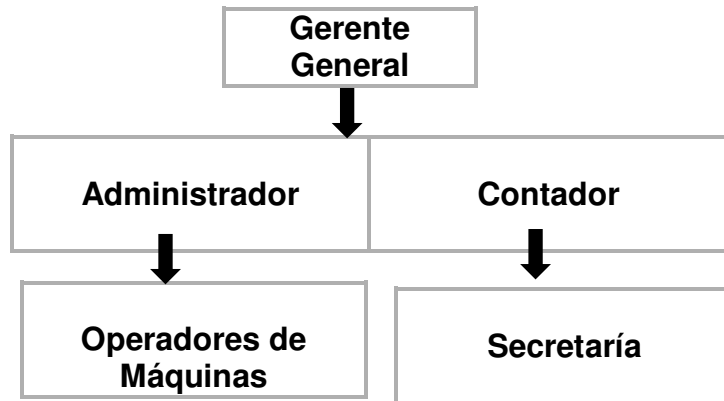 Gerente
General
Administrador
Contador
Operadores de
Máquinas
Secretaría